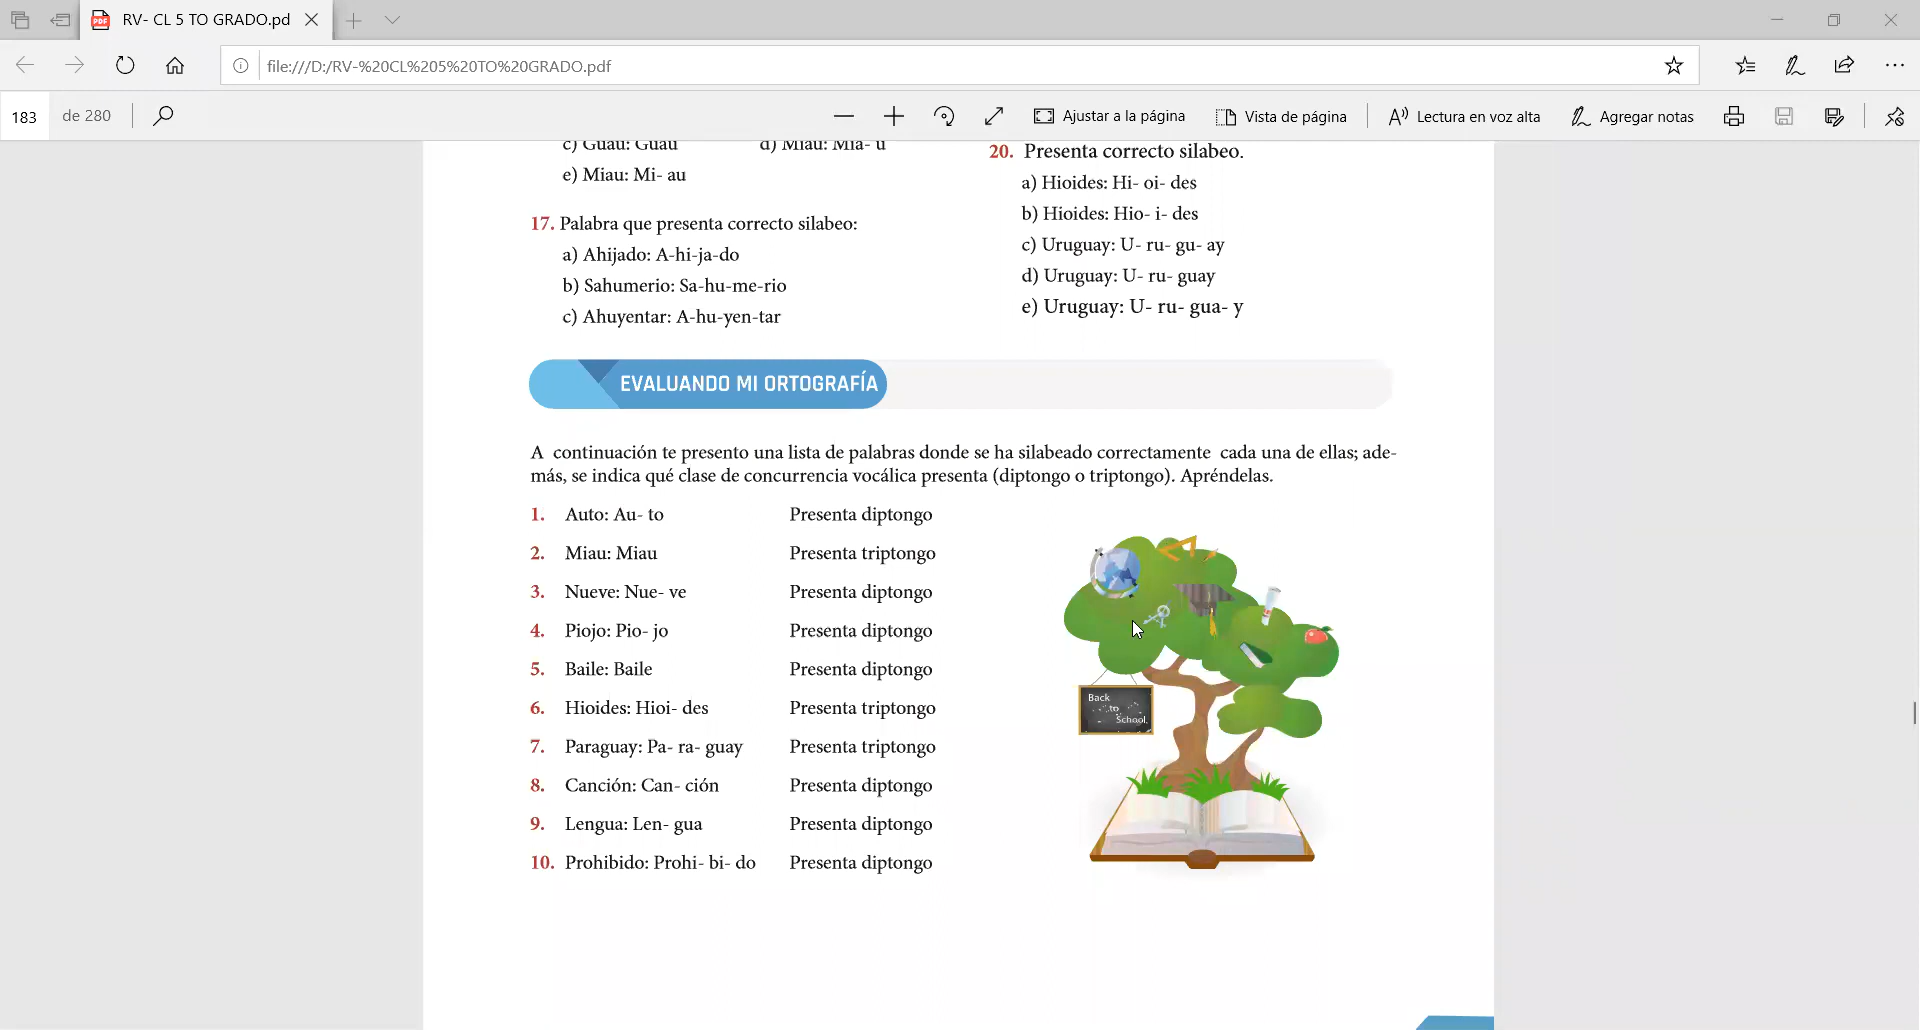 RV- CL 5 TO GRADO.pd
file:///D:/RV-%20CL%205%20TO%20GRADO.pdf
183 de 280
Ajustar a la página
Vista de página
Lectura en voz alta
Agregar notas
c) Guau: Guau d) Miau: Mia- u
e) Miau: Mi- au
17. Palabra que presenta correcto silabeo:
a) Ahijado: A-hi-ja-do
b) Sahumerio: Sa-hu-me-rio
c) Ahuyentar: A-hu-yen-tar
20. Presenta correcto silabeo.
a) Hioides: Hi- oi- des
b) Hioides: Hio- i- des
c) Uruguay: U- ru- gu- ay
d) Uruguay: U- ru- guay
e) Uruguay: U- ru- gua- y
EVALUANDO MI ORTOGRAFÍA
A continuación te presento una lista de palabras donde se ha silabeado correctamente cada una de ellas; ade-
más, se indica qué clase de concurrencia vocálica presenta (diptongo o triptongo). Apréndelas.
1. Auto: Au- to Presenta diptongo
2. Miau: Miau Presenta triptongo
3. Nueve: Nue- ve Presenta diptongo
4. Piojo: Pio- jo Presenta diptongo
5. Baile: Baile Presenta diptongo
6. Hioides: Hioi- des Presenta triptongo
7. Paraguay: Pa- ra- guay Presenta triptongo
8. Canción: Can- ción Presenta diptongo
9. Lengua: Len- gua Presenta diptongo
10. Prohibido: Prohi- bi- do Presenta diptongo
Back
to
School